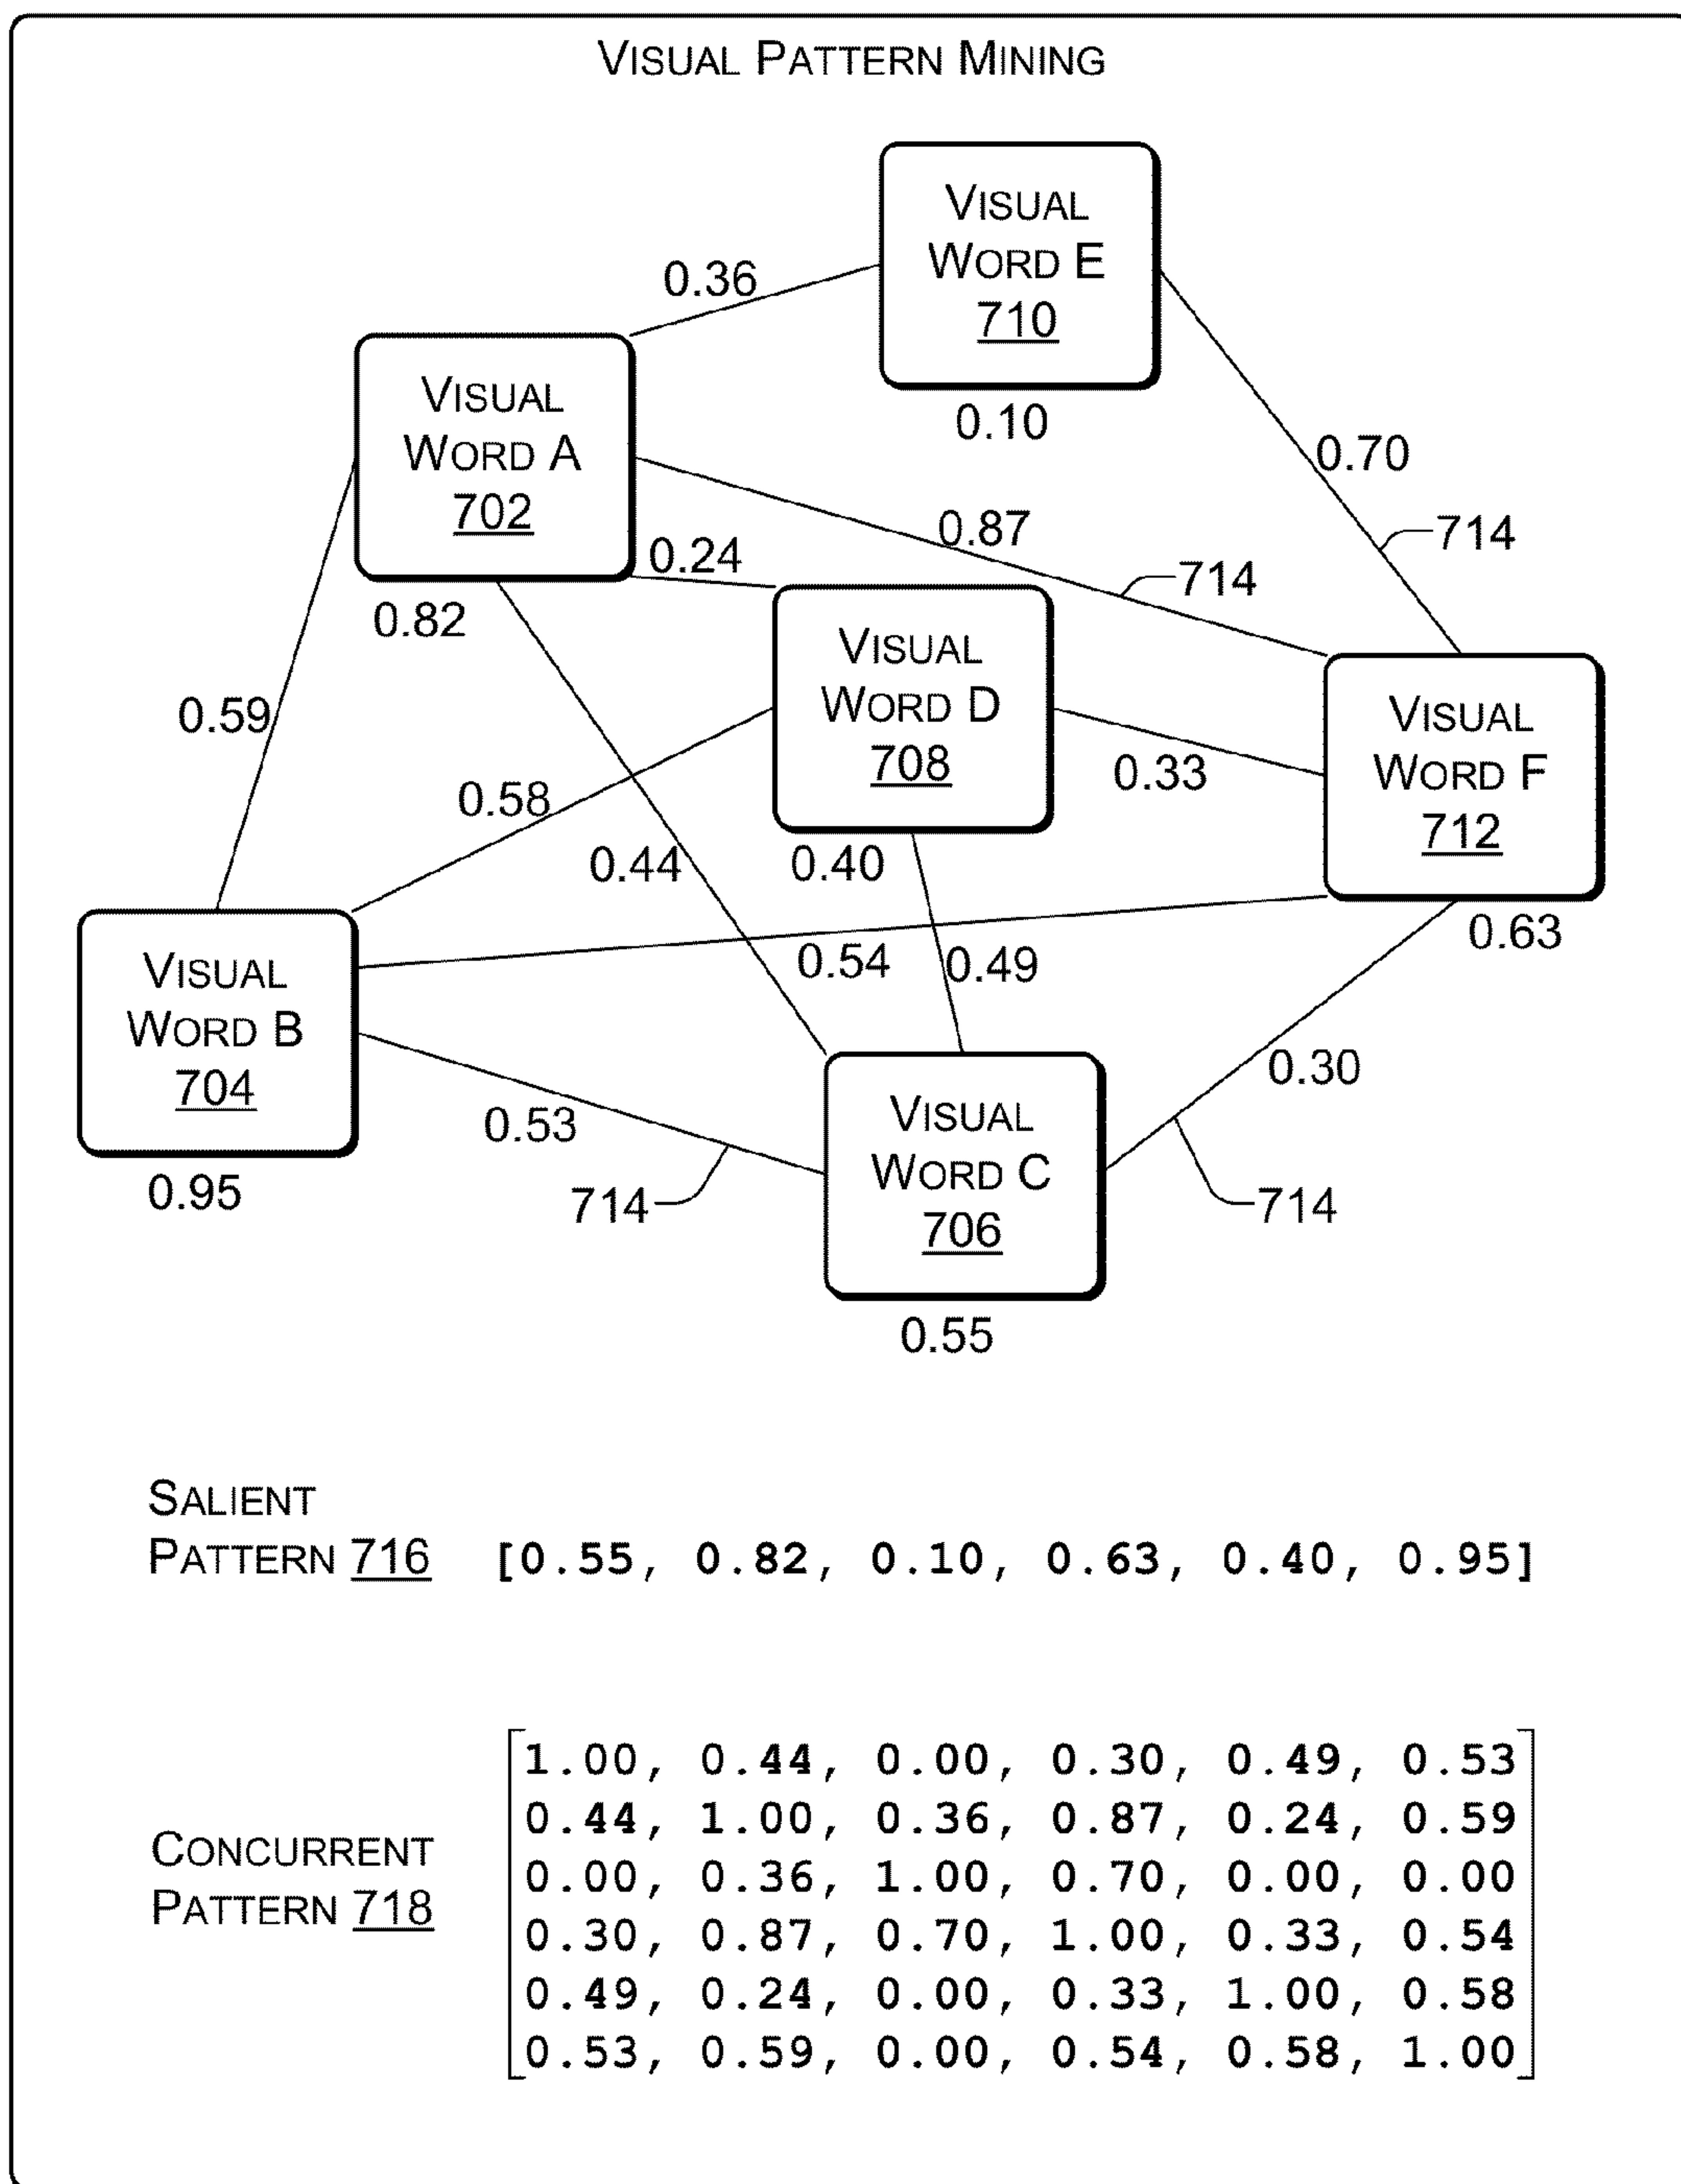 VISUAL PATTERN MINING
VISUAL
WORD E
710
0.10
0.36
VISUAL
WORD A
702
0.82
0.70
714
0.87
714
0.24
VISUAL
WORD D
708
0.40
VISUAL
WORD F
712
0.63
0.59
0.58
0.33
0.44
0.54
0.49
VISUAL
WORD B
704
0.95
0.53
714
VISUAL
WORD C
706
0.55
0.30
714
SALIENT
PATTERN 716 [0.55, 0.82, 0.10, 0.63, 0.40, 0.95]
CONCURRENT
PATTERN 718
1.00, 0.44, 0.00, 0.30, 0.49, 0.53
0.44, 1.00, 0.36, 0.87, 0.24, 0.59
0.00, 0.36, 1.00, 0.70, 0.00, 0.00
0.30, 0.87, 0.70, 1.00, 0.33, 0.54
0.49, 0.24, 0.00, 0.33, 1.00, 0.58
0.53, 0.59, 0.00, 0.54, 0.58, 1.00